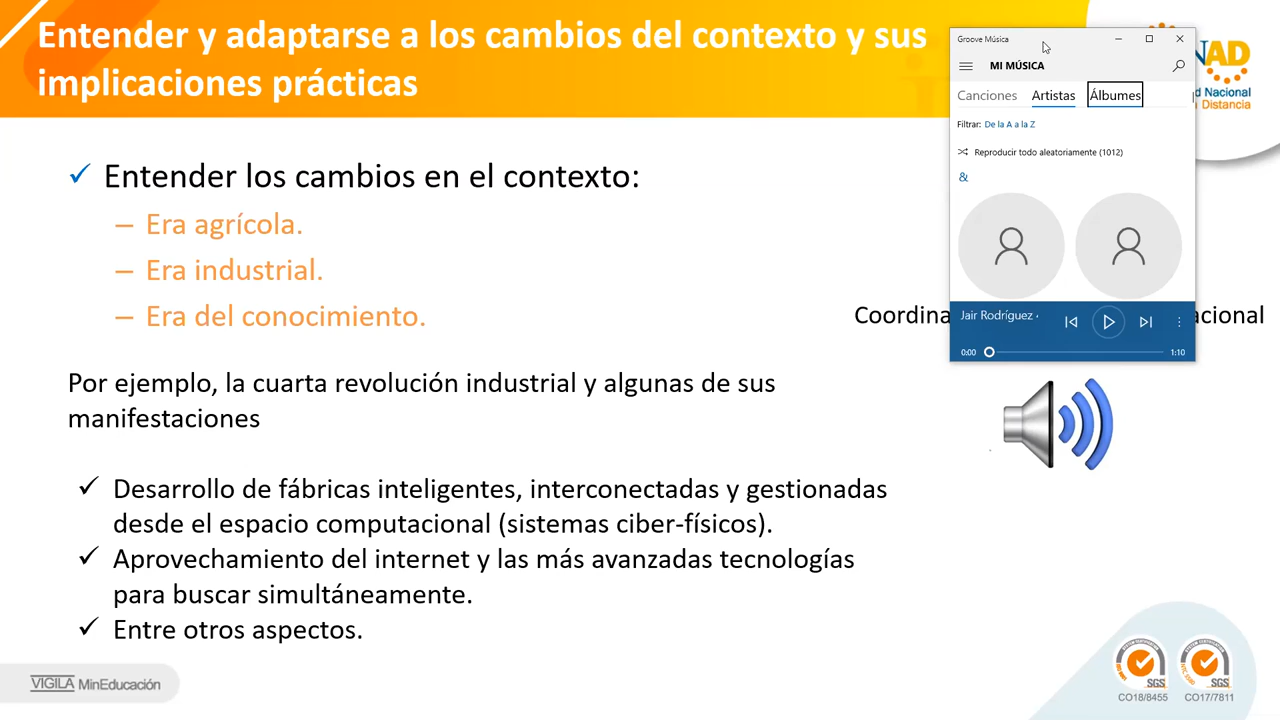 Entender y adaptarse a los cambios del contexto y sus
implicaciones prácticas
✓ Entender los cambios en el contexto:
– Era agrícola.
– Era industrial.
– Era del conocimiento.
Por ejemplo, la cuarta revolución industrial y algunas de sus
manifestaciones
✓ Desarrollo de fábricas inteligentes, interconectadas y gestionadas
desde el espacio computacional (sistemas ciber-físicos).
✓ Aprovechamiento del internet y las más avanzadas tecnologías
para buscar simultáneamente.
✓ Entre otros aspectos.
VIGILA MinEducación
Groove Música
MI MÚSICA
Canciones Artistas Álbumes
Filtrar: De la A a la Z
Reproducir todo aleatoriamente (1012)
&
Jair Rodríguez
0:00 1:10
AD
d Nacional
Distancia
Coordina
acional
SGS SGS
CO18/8455 CO17/7811